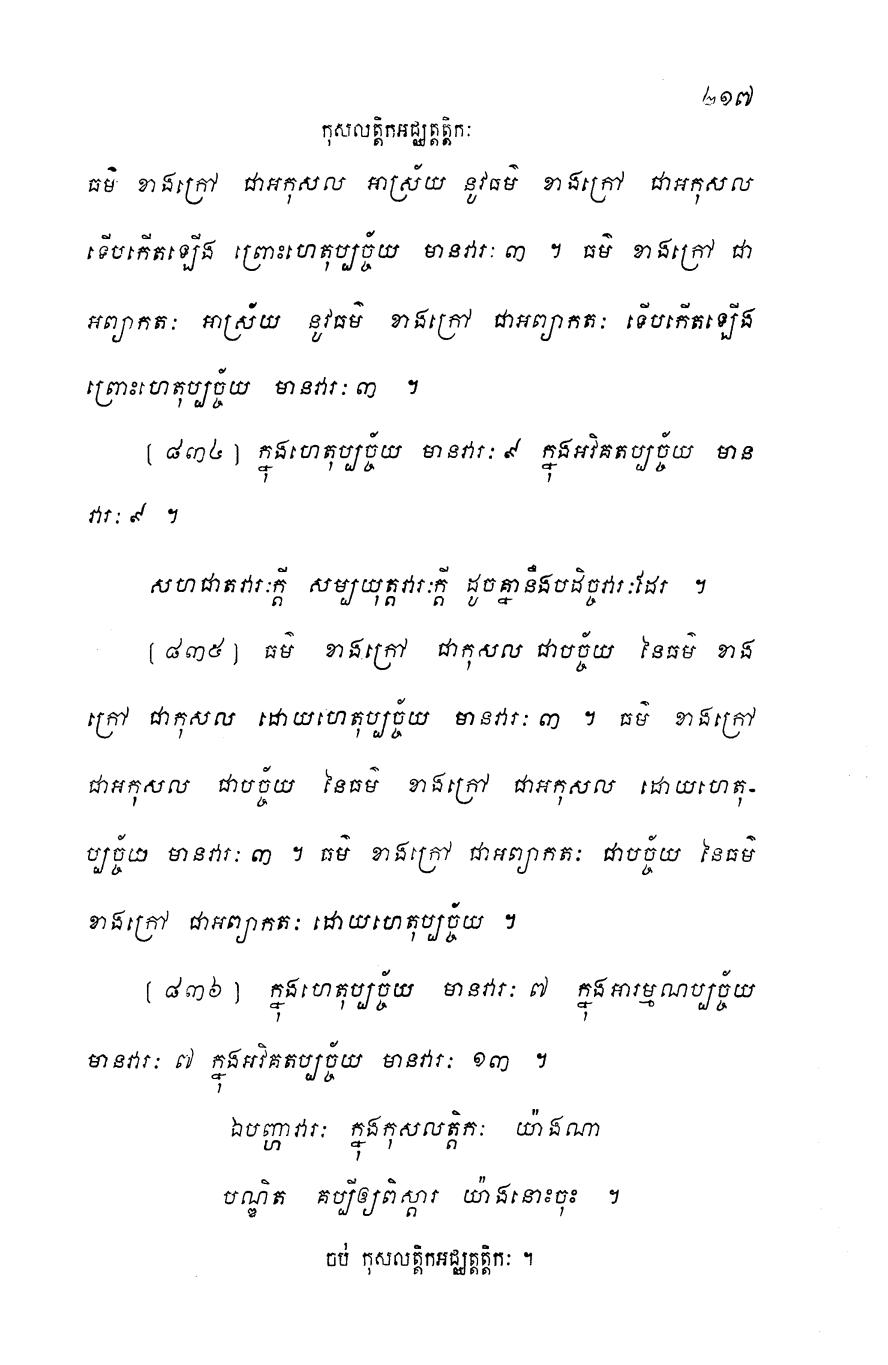 ២១៧
កុសលត្តិកអជ្ឈត្តត្តិកៈ
ធម៌ ខាងក្រៅ ជាអកុសល អាស្រ័យ នូវធម៌ ខាងក្រៅ ជាអកុសល
ទើបកើតឡើង ព្រោះហេតុប្បច្ច័យ មានវារៈ ៣ ។ ធម៌ ខាងក្រៅ ជា
អព្យាកតៈ អាស្រ័យ នូវធម៌ ខាងក្រៅ ជាអព្យាកតៈ ទើបកើតឡើង
ព្រោះហេតុប្បច្ច័យ មានវារៈ ៣ ។
[ ៨៣៤ ] ក្នុងហេតុប្បច្ច័យ មានវារៈ ៩ ក្នុងអវិគតប្បច្ច័យ មាន
វារៈ ៩ ។
សហជាតវារៈក្តី សម្បយុត្តវារៈក្តី ដូចគ្នានឹងបដិច្ចវារៈដែរ ។
[ ៨៣៥ ] ធម៌ ខាងក្រៅ ជាកុសល ជាបច្ច័យ នៃធម៌ ខាង
ក្រៅ ជាកុសល ដោយហេតុប្បច្ច័យ មានវារៈ ៣ ។ ធម៌ ខាងក្រៅ
ជាអកុសល ជាបច្ច័យ នៃធម៌ ខាងក្រៅ ជាអកុសល ដោយហេតុ-
ប្បច្ច័យ មានវារៈ ៣ ។ ធម៌ ខាងក្រៅ ជាអព្យាកតៈ ជាបច្ច័យ នៃធម៌
ខាងក្រៅ ជាអព្យាកតៈ ដោយហេតុប្បច្ច័យ ។
[ ៨៣៦ ] ក្នុងហេតុប្បច្ច័យ មានវារៈ ៧ ក្នុងអារម្មណប្បច្ច័យ
មានវារៈ ៧ ក្នុងអវិគតប្បច្ច័យ មានវារៈ ១៣ ។
ឯបញ្ហាវារៈ ក្នុងកុសលត្តិកៈ យ៉ាងណា
បណ្ឌិត គប្បីឲ្យពិស្តារ យ៉ាងនោះចុះ ។
ចប់ កុសលត្តិកអជ្ឈត្តត្តិកៈ ។